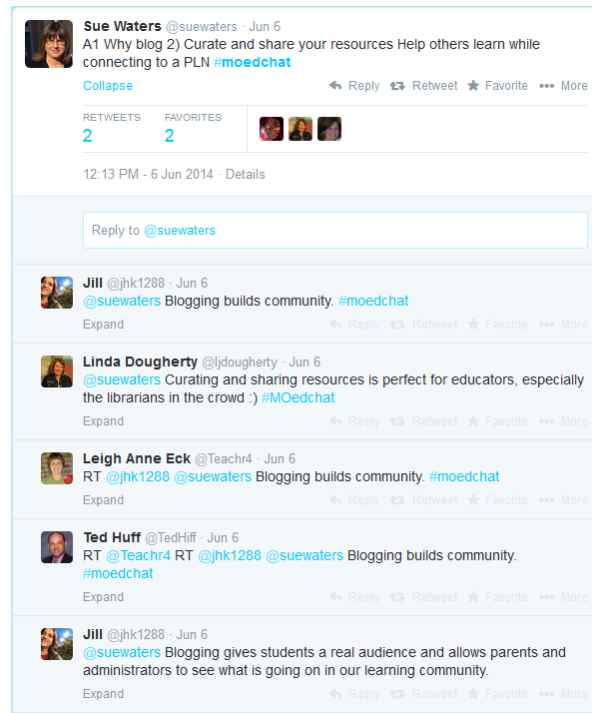 Sue Waters @suewaters · Jun 6
A1 Why blog 2) Curate and share your resources Help others learn while
connecting to a PLN #moedchat
Collapse Reply Retweet Favorite More
RETWEETS FAVORITES
2 2
12:13 PM - 6 Jun 2014 · Details
Reply to @suewaters
Jill @jhk1288 · Jun 6
@suewaters Blogging builds community. #moedchat
Expand Reply Retweet Favorite More
Linda Dougherty @ljdougherty · Jun 6
@suewaters Curating and sharing resources is perfect for educators, especially
the librarians in the crowd :) #MOedchat
Expand Reply Retweet Favorite More
Leigh Anne Eck @Teachr4 · Jun 6
RT @jhk1288 @suewaters Blogging builds community. #moedchat
Expand Reply Retweet Favorite More
Ted Huff @TedHiff · Jun 6
RT @Teachr4 RT @jhk1288 @suewaters Blogging builds community.
#moedchat
Expand Reply Retweet Favorite More
Jill @jhk1288 · Jun 6
@suewaters Blogging gives students a real audience and allows parents and
administrators to see what is going on in our learning community.
Expand Reply Retweet Favorite More